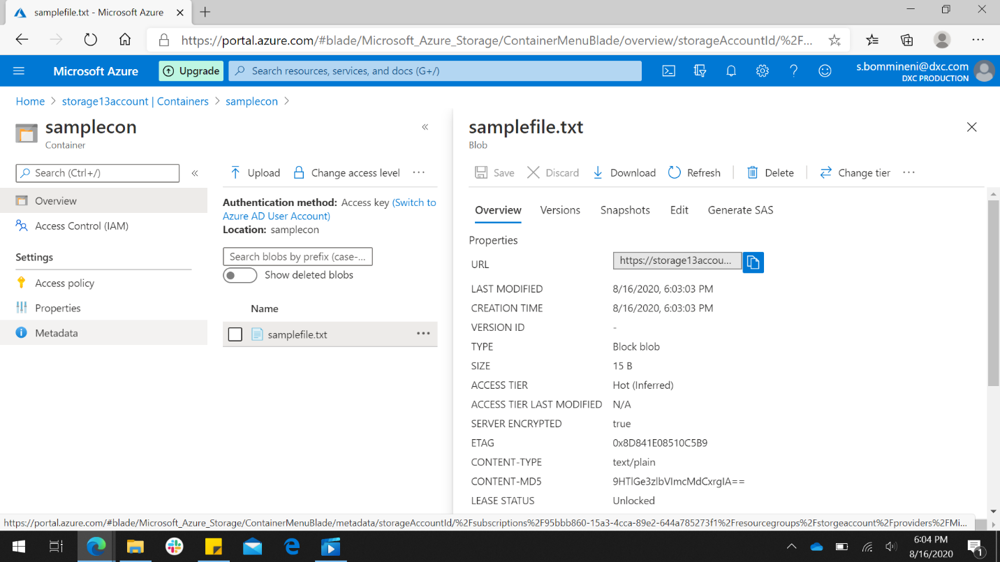 samplefile.txt - Microsoft Azure
https://portal.azure.com/#blade/Microsoft_Azure_Storage/ContainerMenuBlade/overview/storageAccountId/%2F...
Microsoft Azure
Upgrade
Search resources, services, and docs (G+/)
s.bommineni@dxc.com
DXC PRODUCTION
Home > storage13account | Containers > samplecon >
samplecon
Container
Search (Ctrl+/)
Overview
Access Control (IAM)
Settings
Access policy
Properties
Metadata
Upload
Change access level
Authentication method: Access key (Switch to
Azure AD User Account)
Location: samplecon
Search blobs by prefix (case-...
Show deleted blobs
Name
samplefile.txt
samplefile.txt
Blob
Save
Discard
Download
Refresh
Delete
Change tier
Overview
Versions
Snapshots
Edit
Generate SAS
Properties
URL https://storage13accou...
LAST MODIFIED 8/16/2020, 6:03:03 PM
CREATION TIME 8/16/2020, 6:03:03 PM
VERSION ID -
TYPE Block blob
SIZE 15 B
ACCESS TIER Hot (Inferred)
ACCESS TIER LAST MODIFIED N/A
SERVER ENCRYPTED true
ETAG 0x8D841E08510C5B9
CONTENT-TYPE text/plain
CONTENT-MD5 9HTlGe3zlbVImcMdCxrgIA==
LEASE STATUS Unlocked
https://portal.azure.com/#blade/Microsoft_Azure_Storage/ContainerMenuBlade/metadata/storageAccountId/%2Fsubscriptions%2F95bbb860-15a3-4cca-89e2-644a785273f1%2Fresourcegroups%2Fstorgeaccount%2Fproviders%2FMi...
6:04 PM
8/16/2020
1